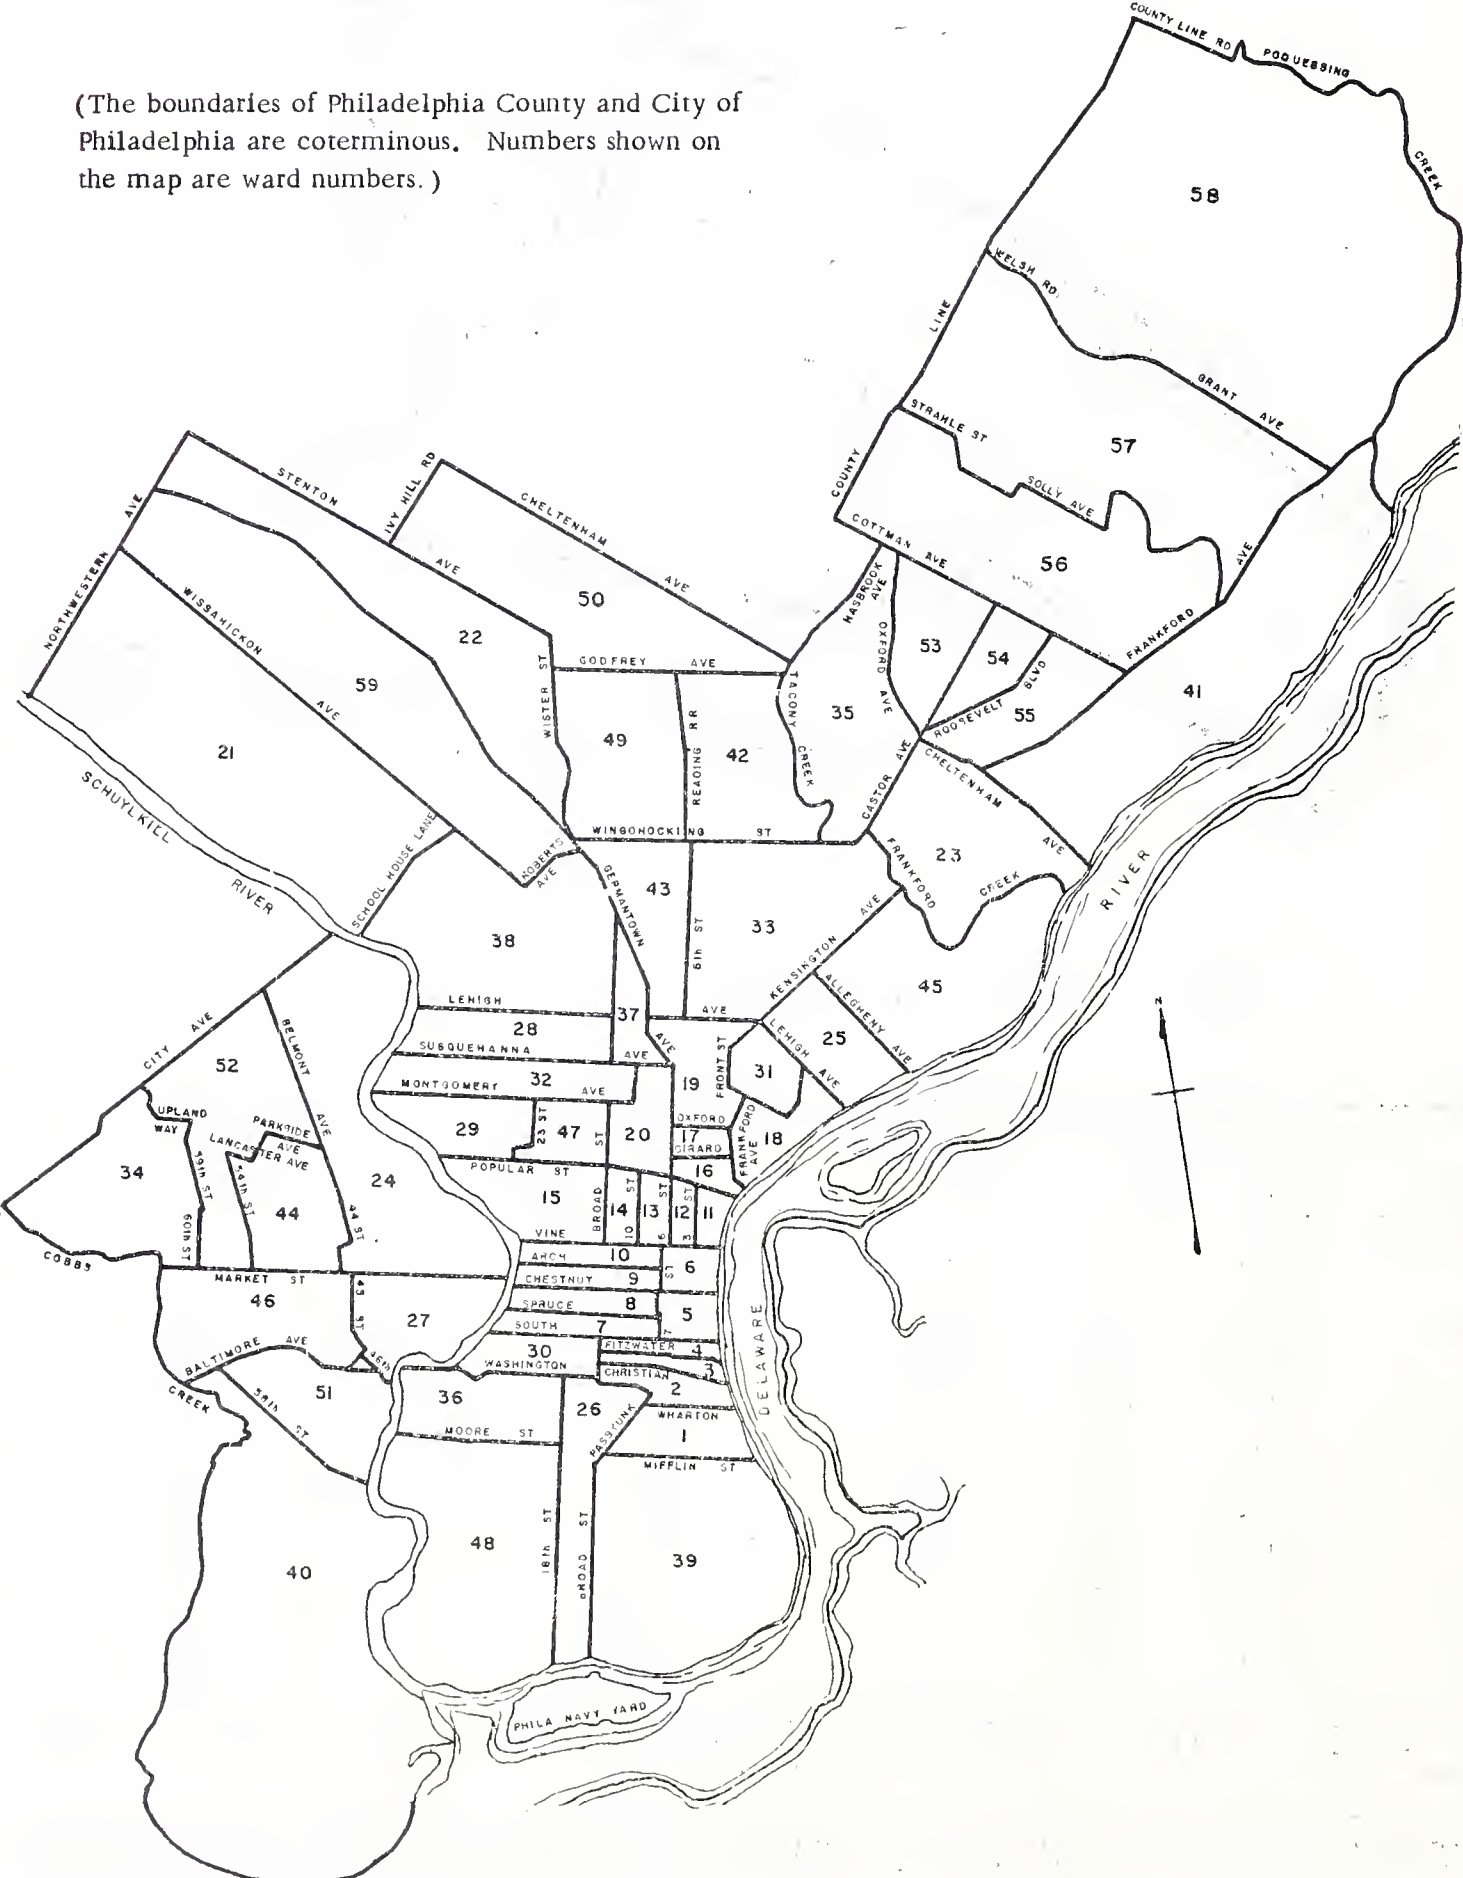 COUNTY LINE RD
POQUESSING
CREEK
(The boundaries of Philadelphia County and City of
Philadelphia are coterminous. Numbers shown on
the map are ward numbers.)
58
WELSH RD.
LINE
GRANT AVE
STRAHLE ST
57
COUNTY
SOLLY AVE
COTTMAN AVE
56
AVE
FRANKFORD
NORTHWESTERN AVE
STENTON
AVE
IVY HILL RD
CHELTENHAM
AVE
50
HASBROOK
AVE
OXFORD AVE
53
54
22
WISSAHICKON
AVE
59
WISTER ST
GODFREY AVE
TACONY
CREEK
35
ROOSEVELT BLVD
55
41
49
READING RR
42
21
CASTOR AVE
CHELTENHAM
AVE
SCHUYLKILL
RIVER
WINGOHOCKING ST
SCHOOL HOUSE LANE
ROBERTS
AVE
GERMANTOWN
AVE
43
FRANKFORD
CREEK
23
RIVER
38
6th ST
33
KENSINGTON AVE
ALLEGHENY
AVE
45
N
LEHIGH
AVE
37
28
LEHIGH
AVE
25
CITY AVE
BELMONT
AVE
SUSQUEHANNA
AVE
FRONT ST
31
52
MONTGOMERY
32
AVE
19
UPLAND
WAY
PARKSIDE
AVE
LANCASTER AVE
29
23 ST
47
ST
20
OXFORD
17
GIRARD
FRANKFORD
AVE
18
34
59th ST
54th ST
24
POPULAR ST
16
44
44 ST
15
BROAD
14
10
ST
13
6
ST
12
3
ST
11
60th ST
VINE
COBBS
ARCH
10
6
MARKET ST
CHESTNUT
9
ST
46
43
ST
27
SPRUCE
8
5
SOUTH
7
7
DELAWARE
BALTIMORE AVE
46th
30
WASHINGTON
FITZWATER
4
CHRISTIAN
3
CREEK
51
36
2
58th ST
26
PASSYUNK
WHARTON
MOORE ST
1
MIFFLIN ST
48
18th ST
BROAD ST
39
40
PHILA NAVY YARD